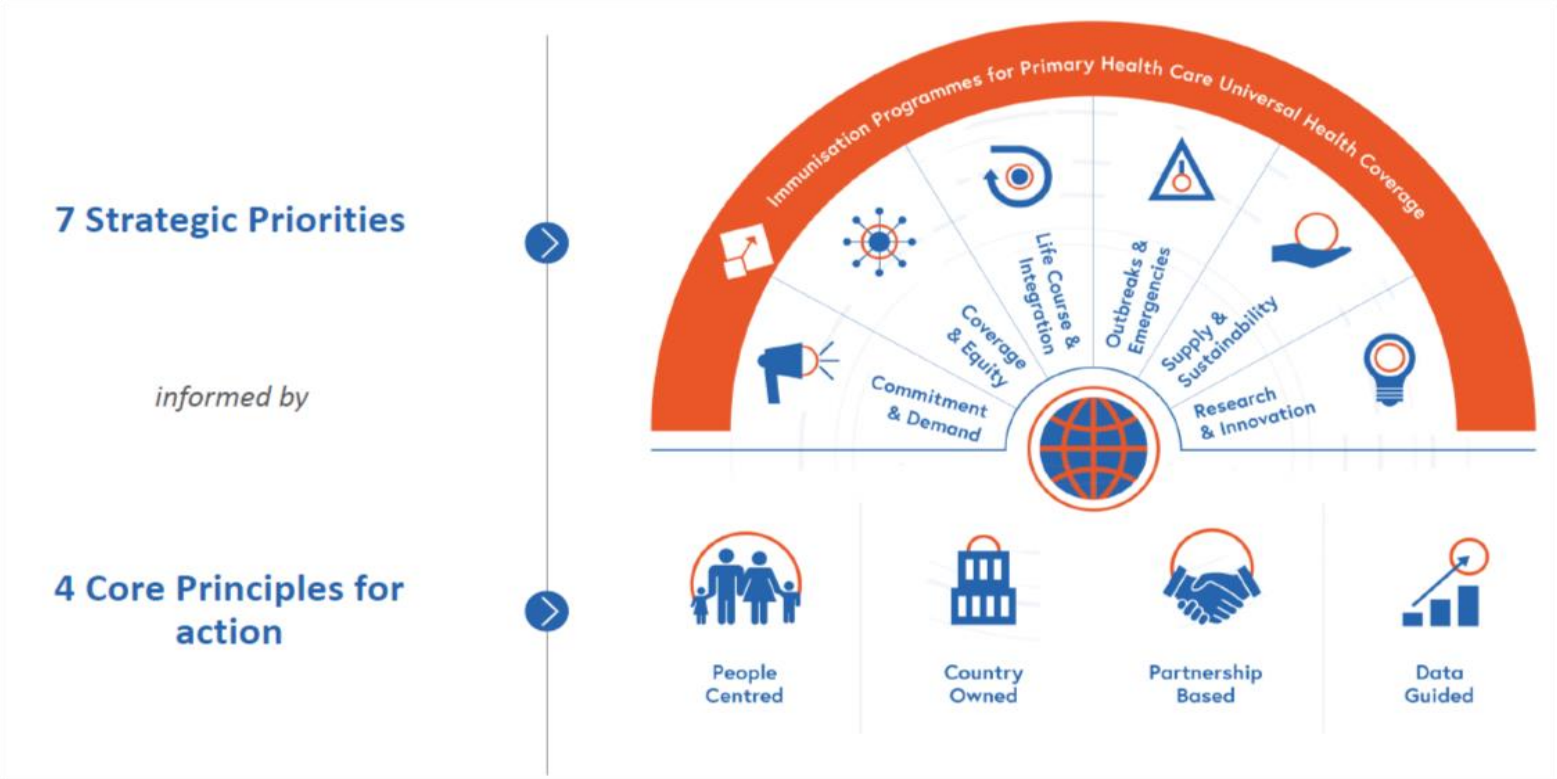 7 Strategic Priorities
informed by
4 Core Principles for
action
Immunisation Programmes for Primary Health Care Universal Health Coverage
Commitment
& Demand
Coverage
& Equity
Life Course &
Integration
Outbreaks &
Emergencies
Supply &
Sustainability
Research
& Innovation
People
Centred
Country
Owned
Partnership
Based
Data
Guided